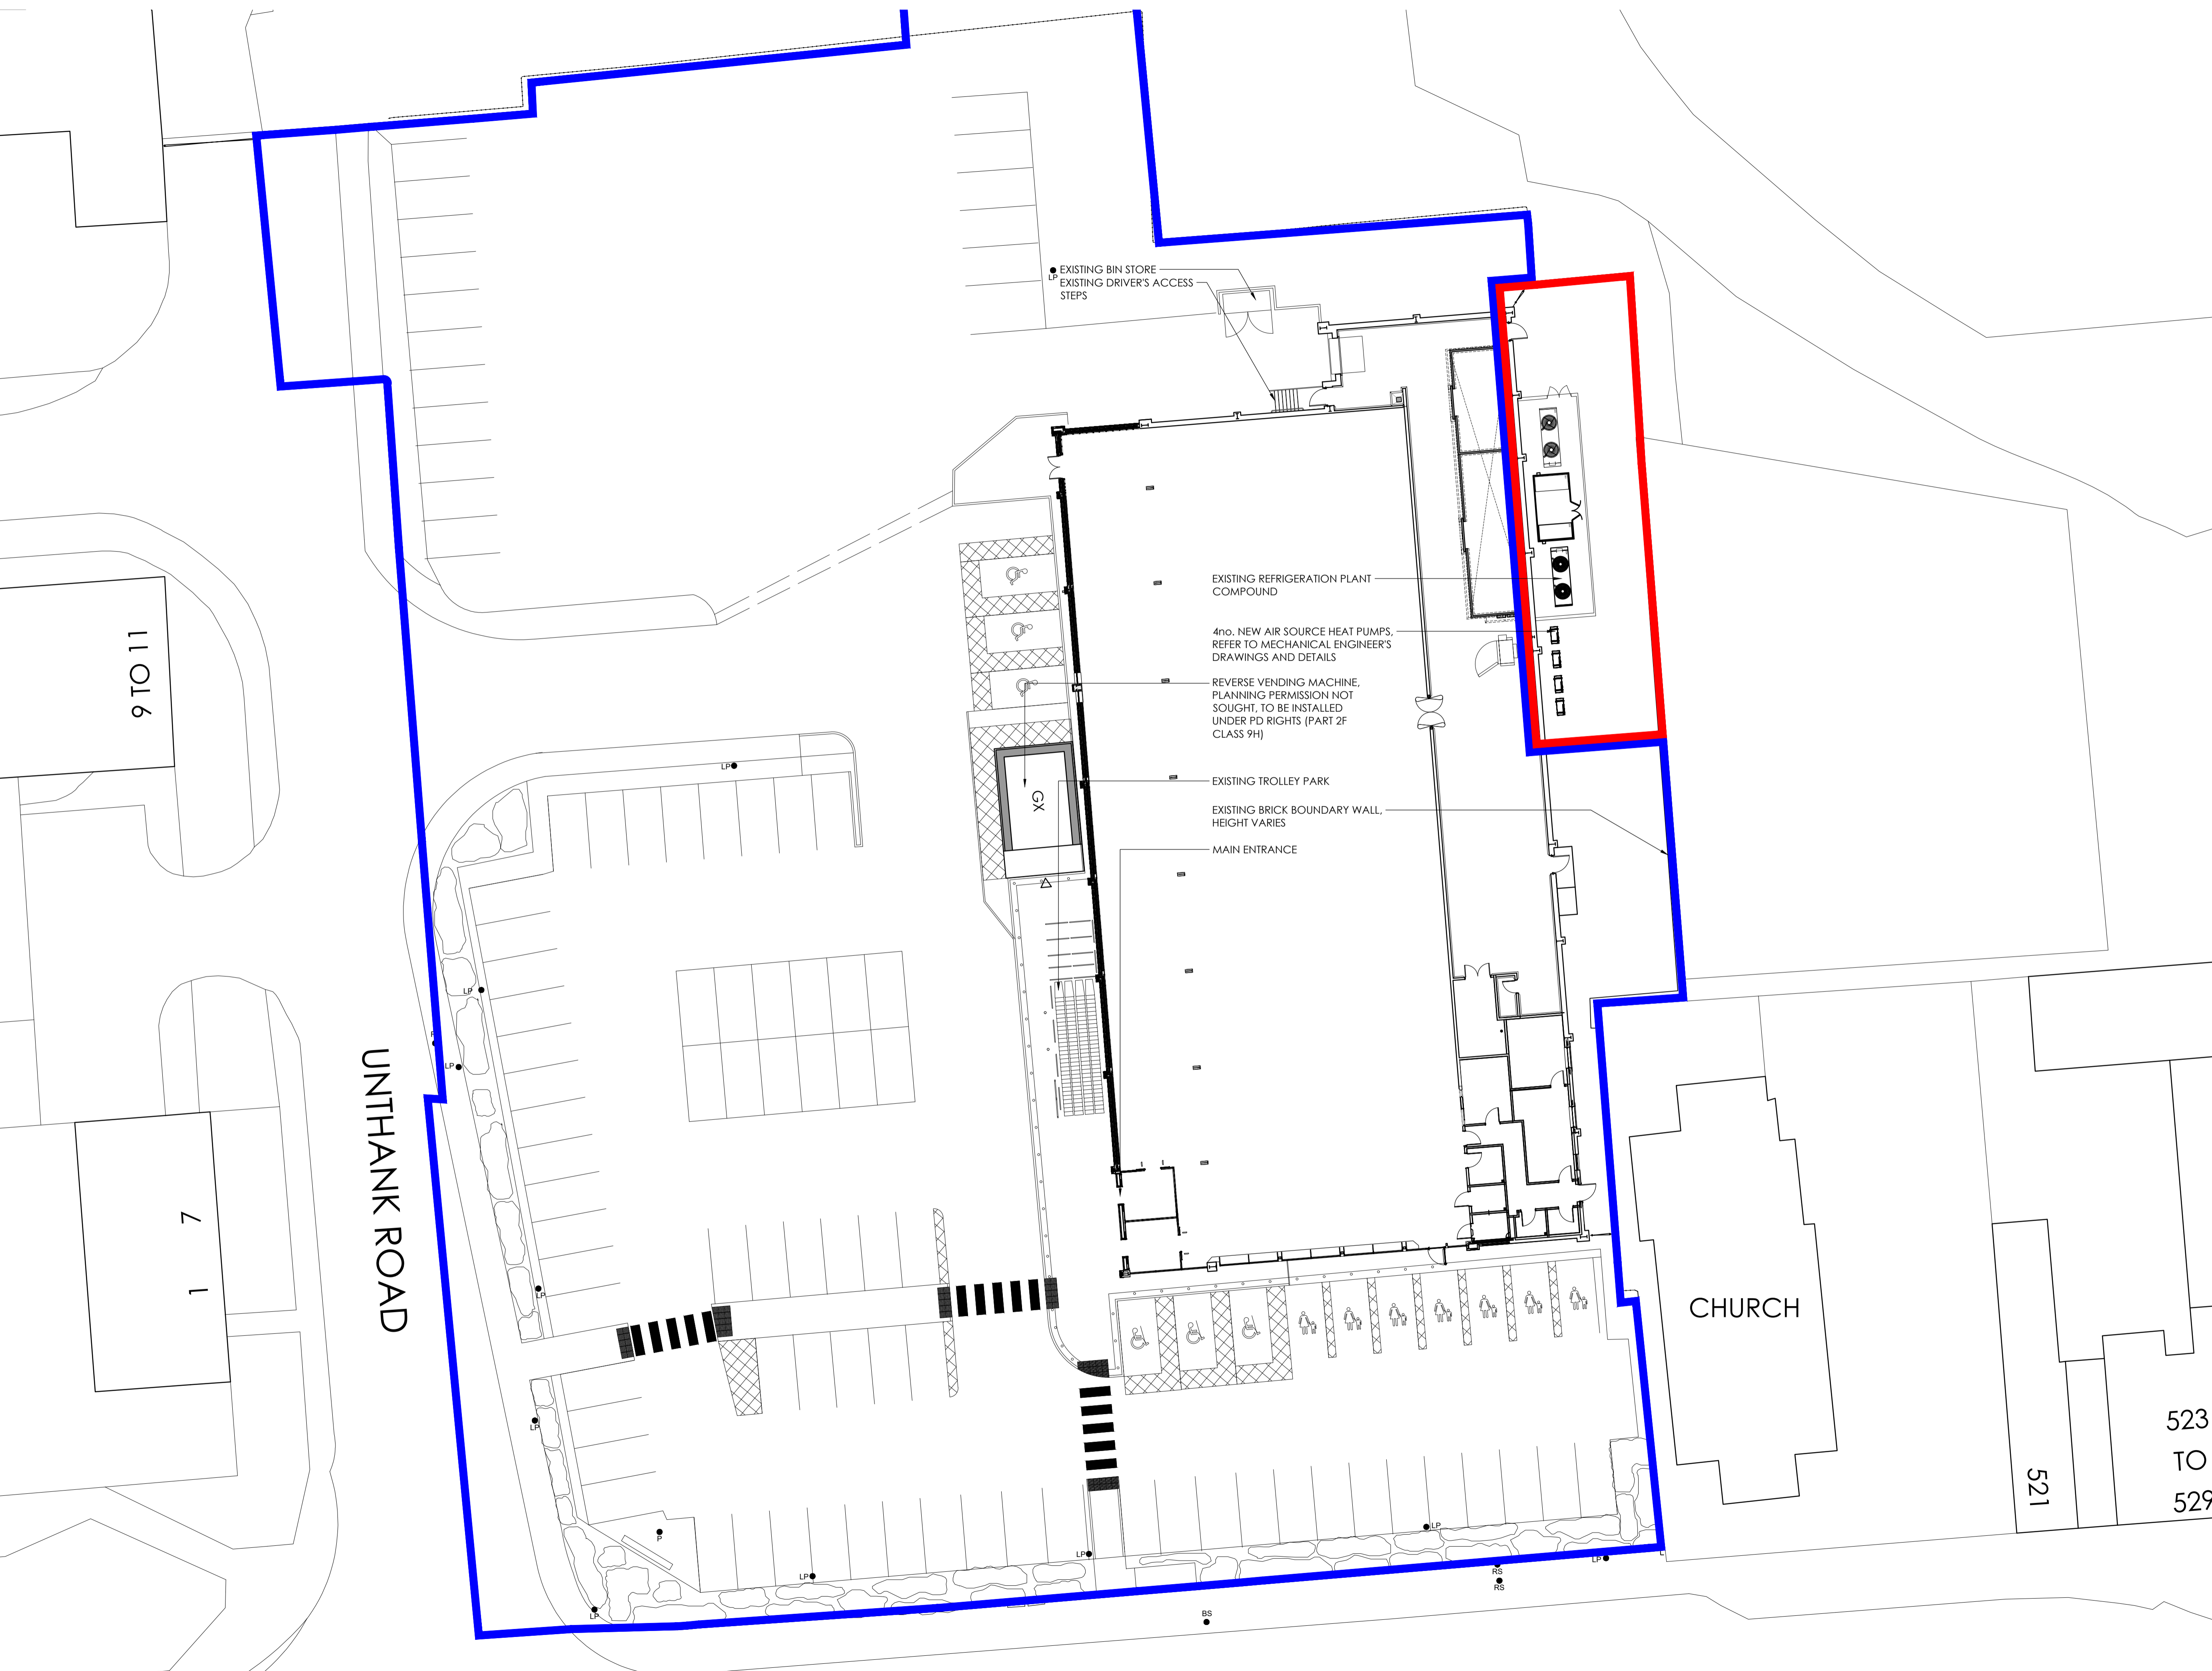 EXISTING BIN STORE
LP
EXISTING DRIVER'S ACCESS
STEPS
9 TO 11
EXISTING REFRIGERATION PLANT
COMPOUND
4no. NEW AIR SOURCE HEAT PUMPS,
REFER TO MECHANICAL ENGINEER'S
DRAWINGS AND DETAILS
REVERSE VENDING MACHINE,
PLANNING PERMISSION NOT
SOUGHT, TO BE INSTALLED
UNDER PD RIGHTS (PART 2F
CLASS 9H)
LP
EXISTING TROLLEY PARK
GX
EXISTING BRICK BOUNDARY WALL,
HEIGHT VARIES
MAIN ENTRANCE
LP
LP
UNTHANK ROAD
7
1
LP
CHURCH
LP
523
TO
529
521
P
LP
LP
LP
LP
LP
RS
RS
BS